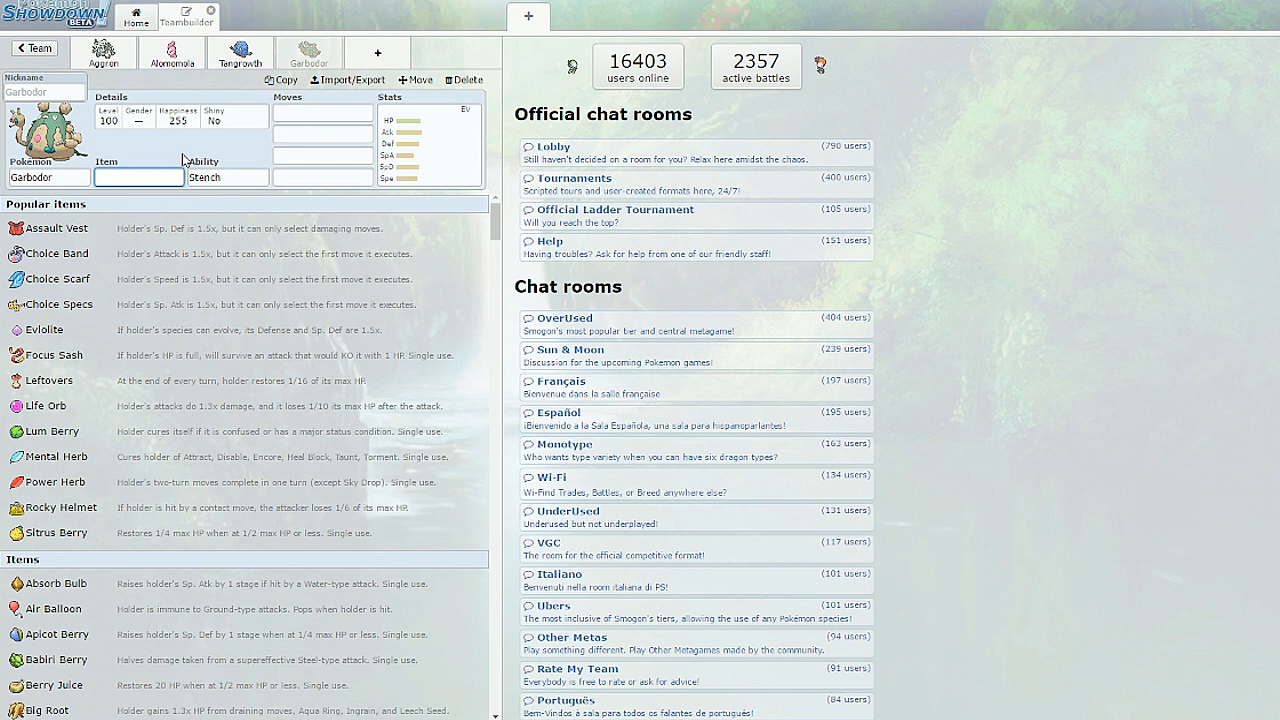 Pokémon
SHOWDOWN!
BETA
Home
Teambuilder
+
Team
Aggron
Alomomola
Tangrowth
Garbodor
+
Copy
Import/Export
Move
Delete
Nickname
Garbodor
Details
Level
100
Gender
—
Happiness
255
Shiny
No
Moves
Stats
EV
HP
Atk
Def
SpA
SpD
Spe
Pokémon
Garbodor
Item
Ability
Stench
Popular items
Assault Vest Holder's Sp. Def is 1.5x, but it can only select damaging moves.
Choice Band Holder's Attack is 1.5x, but it can only select the first move it executes.
Choice Scarf Holder's Speed is 1.5x, but it can only select the first move it executes.
Choice Specs Holder's Sp. Atk is 1.5x, but it can only select the first move it executes.
Eviolite If holder's species can evolve, its Defense and Sp. Def are 1.5x.
Focus Sash If holder's HP is full, will survive an attack that would KO it with 1 HP. Single use.
Leftovers At the end of every turn, holder restores 1/16 of its max HP.
Life Orb Holder's attacks do 1.3x damage, and it loses 1/10 its max HP after the attack.
Lum Berry Holder cures itself if it is confused or has a major status condition. Single use.
Mental Herb Cures holder of Attract, Disable, Encore, Heal Block, Taunt, Torment. Single use.
Power Herb Holder's two-turn moves complete in one turn (except Sky Drop). Single use.
Rocky Helmet If holder is hit by a contact move, the attacker loses 1/6 of its max HP.
Sitrus Berry Restores 1/4 max HP when at 1/2 max HP or less. Single use.
Items
Absorb Bulb Raises holder's Sp. Atk by 1 stage if hit by a Water-type attack. Single use.
Air Balloon Holder is immune to Ground-type attacks. Pops when holder is hit.
Apicot Berry Raises holder's Sp. Def by 1 stage when at 1/4 max HP or less. Single use.
Babiri Berry Halves damage taken from a supereffective Steel-type attack. Single use.
Berry Juice Restores 20 HP when at 1/2 max HP or less. Single use.
Big Root Holder gains 1.3x HP from draining moves, Aqua Ring, Ingrain, and Leech Seed.
16403
users online
2357
active battles
Official chat rooms
Lobby (790 users)
Still haven't decided on a room for you? Relax here amidst the chaos.
Tournaments (400 users)
Scripted tours and user-created formats here, 24/7!
Official Ladder Tournament (105 users)
Will you reach the top?
Help (151 users)
Having troubles? Ask for help from one of our friendly staff!
Chat rooms
OverUsed (404 users)
Smogon's most popular tier and central metagame!
Sun & Moon (239 users)
Discussion for the upcoming Pokemon games!
Français (197 users)
Bienvenue dans la salle française
Español (195 users)
¡Bienvenido a la Sala Española, una sala para hispanoparlantes!
Monotype (163 users)
Who wants type variety when you can have six dragon types?
Wi-Fi (134 users)
Wi-Find Trades, Battles, or Breed anywhere else?
UnderUsed (131 users)
Underused but not underplayed!
VGC (117 users)
The room for the official competitive format!
Italiano (101 users)
Benvenuti nella room italiana di PS!
Ubers (101 users)
The most inclusive of Smogon's tiers, allowing the use of any Pokémon species!
Other Metas (94 users)
Play something different. Play Other Metagames made by the community.
Rate My Team (91 users)
Everybody is free to rate or ask for advice!
Português (84 users)
Bem-Vindos à sala para todos os falantes de português!